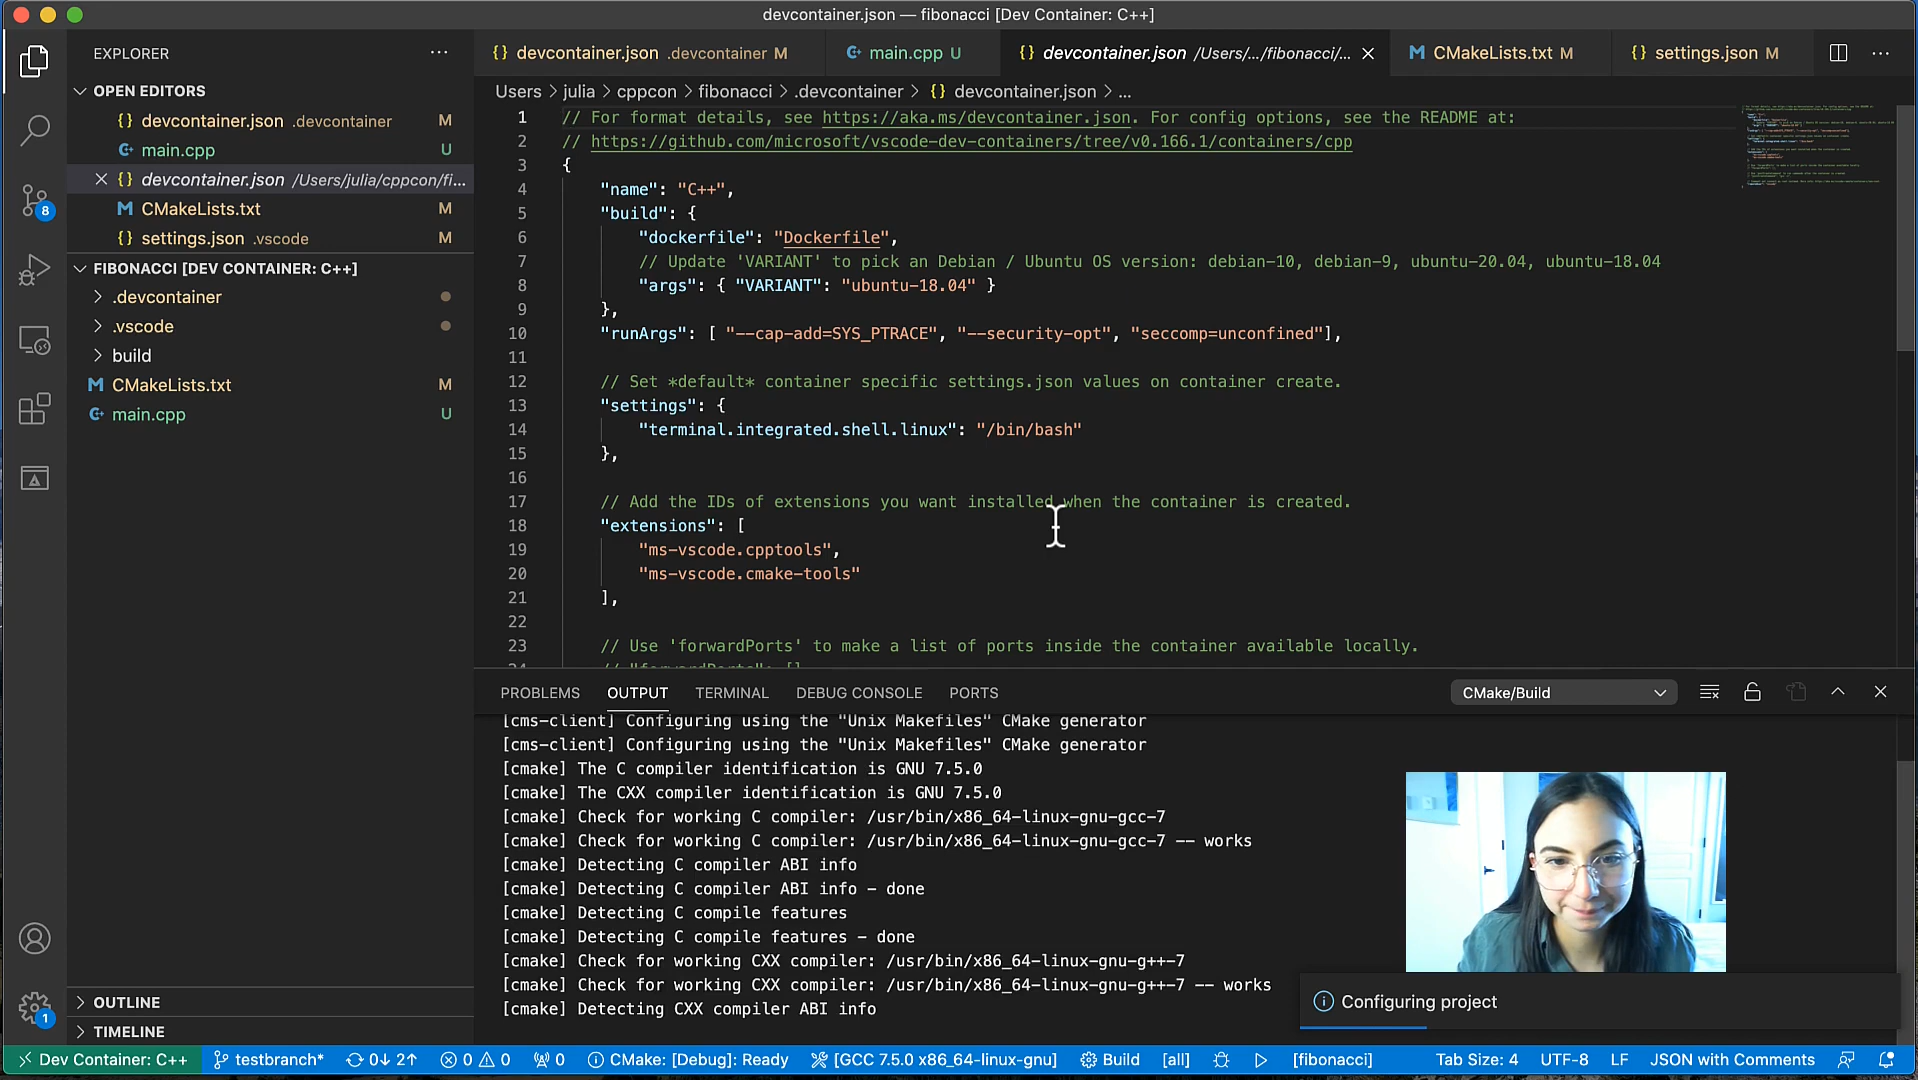 devcontainer.json — fibonacci [Dev Container: C++]
EXPLORER
OPEN EDITORS
devcontainer.json .devcontainer M
main.cpp U
devcontainer.json /Users/julia/cppcon/fi...
CMakeLists.txt M
settings.json .vscode M
FIBONACCI [DEV CONTAINER: C++]
.devcontainer
.vscode
build
CMakeLists.txt M
main.cpp U
OUTLINE
TIMELINE
8
1
devcontainer.json .devcontainer M
main.cpp U
devcontainer.json /Users/.../fibonacci/...
CMakeLists.txt M
settings.json M
Users > julia > cppcon > fibonacci > .devcontainer > {} devcontainer.json > ...
1 // For format details, see https://aka.ms/devcontainer.json. For config options, see the README at:
2 // https://github.com/microsoft/vscode-dev-containers/tree/v0.166.1/containers/cpp
3 {
4 "name": "C++",
5 "build": {
6 "dockerfile": "Dockerfile",
7 // Update 'VARIANT' to pick an Debian / Ubuntu OS version: debian-10, debian-9, ubuntu-20.04, ubuntu-18.04
8 "args": { "VARIANT": "ubuntu-18.04" }
9 },
10 "runArgs": [ "--cap-add=SYS_PTRACE", "--security-opt", "seccomp=unconfined"],
11
12 // Set *default* container specific settings.json values on container create.
13 "settings": {
14 "terminal.integrated.shell.linux": "/bin/bash"
15 },
16
17 // Add the IDs of extensions you want installed when the container is created.
18 "extensions": [
19 "ms-vscode.cpptools",
20 "ms-vscode.cmake-tools"
21 ],
22
23 // Use 'forwardPorts' to make a list of ports inside the container available locally.
24 // "forwardPorts": []
PROBLEMS OUTPUT TERMINAL DEBUG CONSOLE PORTS
CMake/Build
[cms-client] Configuring using the "Unix Makefiles" CMake generator
[cms-client] Configuring using the "Unix Makefiles" CMake generator
[cmake] The C compiler identification is GNU 7.5.0
[cmake] The CXX compiler identification is GNU 7.5.0
[cmake] Check for working C compiler: /usr/bin/x86_64-linux-gnu-gcc-7
[cmake] Check for working C compiler: /usr/bin/x86_64-linux-gnu-gcc-7 -- works
[cmake] Detecting C compiler ABI info
[cmake] Detecting C compiler ABI info - done
[cmake] Detecting C compile features
[cmake] Detecting C compile features - done
[cmake] Check for working CXX compiler: /usr/bin/x86_64-linux-gnu-g++-7
[cmake] Check for working CXX compiler: /usr/bin/x86_64-linux-gnu-g++-7 -- works
[cmake] Detecting CXX compiler ABI info
Configuring project
Dev Container: C++ testbranch* 0↓ 2↑ 0 0 0 CMake: [Debug]: Ready [GCC 7.5.0 x86_64-linux-gnu] Build [all] [fibonacci] Tab Size: 4 UTF-8 LF JSON with Comments